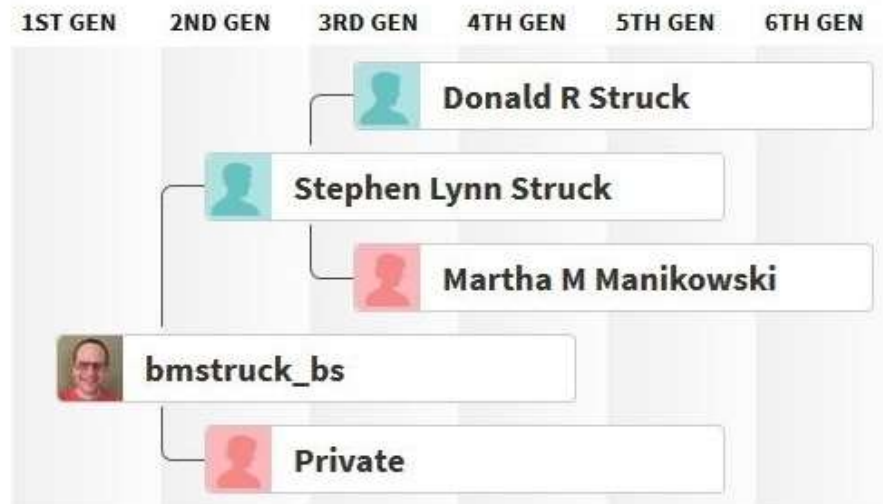 1ST GEN 2ND GEN 3RD GEN 4TH GEN 5TH GEN 6TH GEN
Donald R Struck
Stephen Lynn Struck
Martha M Manikowski
bmstruck_bs
Private